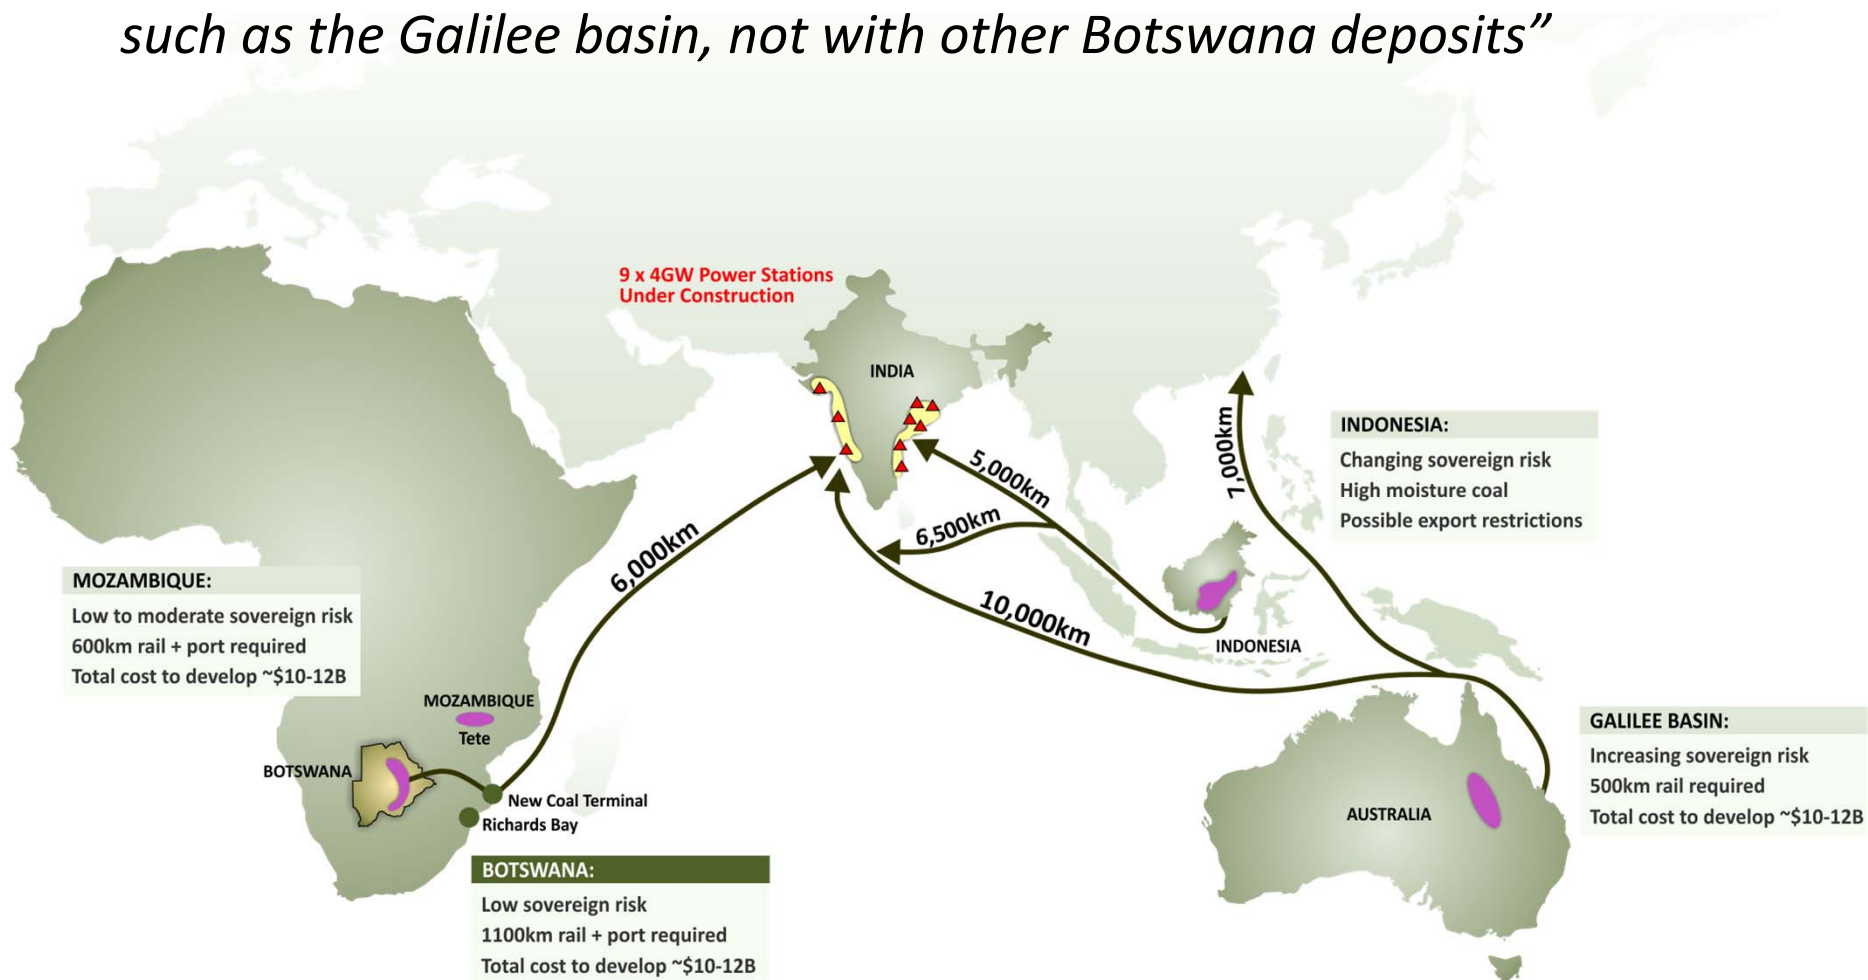 such as the Galilee basin, not with other Botswana deposits”
9 x 4GW Power Stations
Under Construction
INDIA
7,000km
INDONESIA:
Changing sovereign risk
High moisture coal
Possible export restrictions
5,000km
6,500km
6,000km
10,000km
MOZAMBIQUE:
Low to moderate sovereign risk
600km rail + port required
Total cost to develop ~$10-12B
INDONESIA
MOZAMBIQUE
Tete
BOTSWANA
New Coal Terminal
Richards Bay
GALILEE BASIN:
Increasing sovereign risk
500km rail required
Total cost to develop ~$10-12B
AUSTRALIA
BOTSWANA:
Low sovereign risk
1100km rail + port required
Total cost to develop ~$10-12B